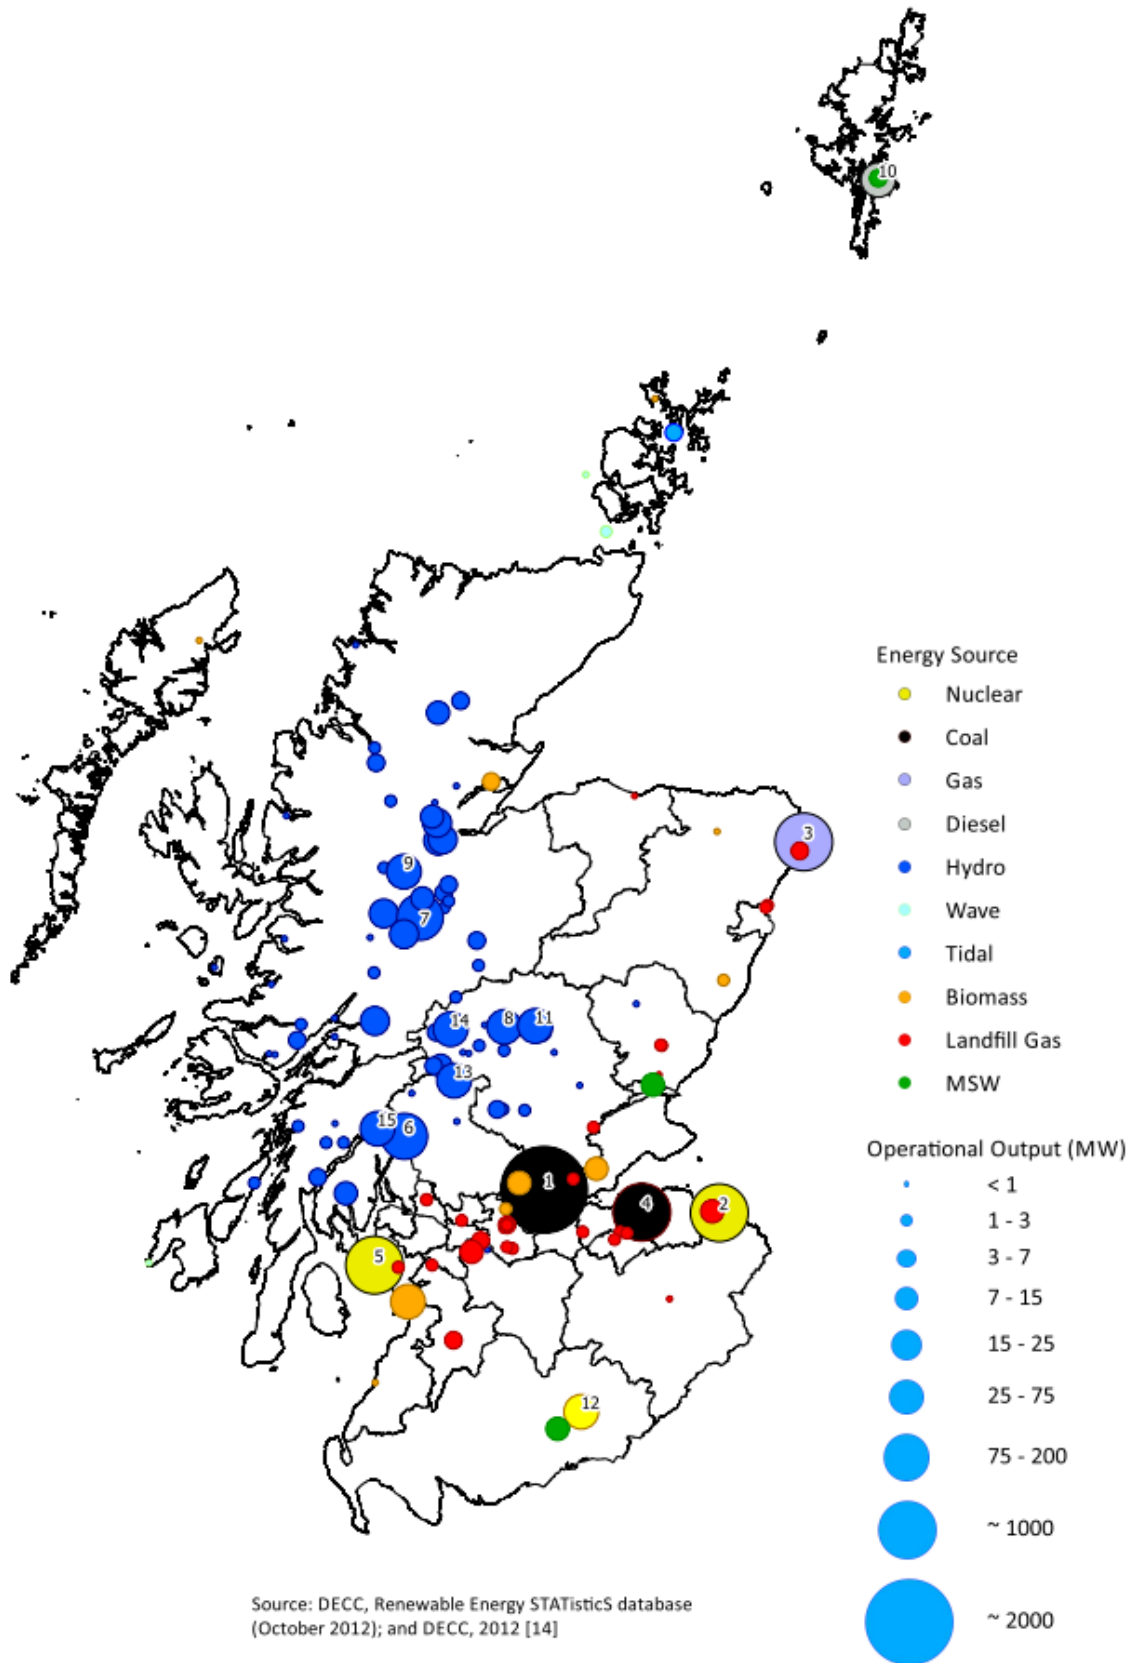 10
Energy Source
Nuclear
Coal
Gas
Diesel
Hydro
Wave
Tidal
Biomass
Landfill Gas
MSW
3
9
7
14
8
11
13
15
6
1
4
2
5
12
Operational Output (MW)
< 1
1 - 3
3 - 7
7 - 15
15 - 25
25 - 75
75 - 200
~ 1000
~ 2000
Source: DECC, Renewable Energy STATisticS database
(October 2012); and DECC, 2012 [14]